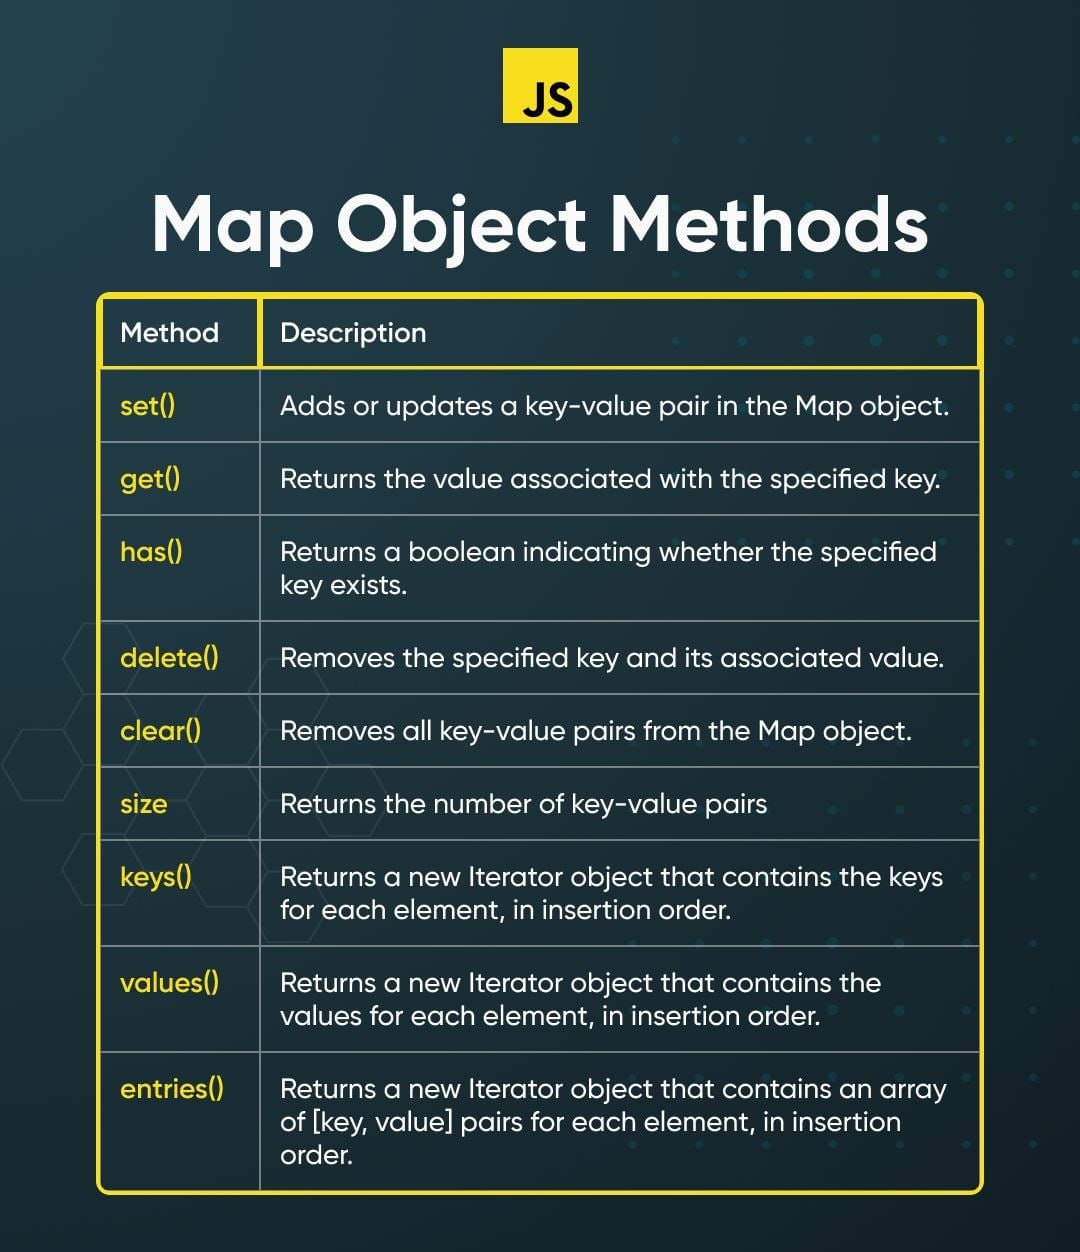 JS
Map Object Methods
Method
Description
set()
Adds or updates a key-value pair in the Map object.
get()
Returns the value associated with the specified key.
has()
Returns a boolean indicating whether the specified
key exists.
delete()
Removes the specified key and its associated value.
clear()
Removes all key-value pairs from the Map object.
size
Returns the number of key-value pairs
keys()
Returns a new Iterator object that contains the keys
for each element, in insertion order.
values()
Returns a new Iterator object that contains the
values for each element, in insertion order.
entries()
Returns a new Iterator object that contains an array
of [key, value] pairs for each element, in insertion
order.